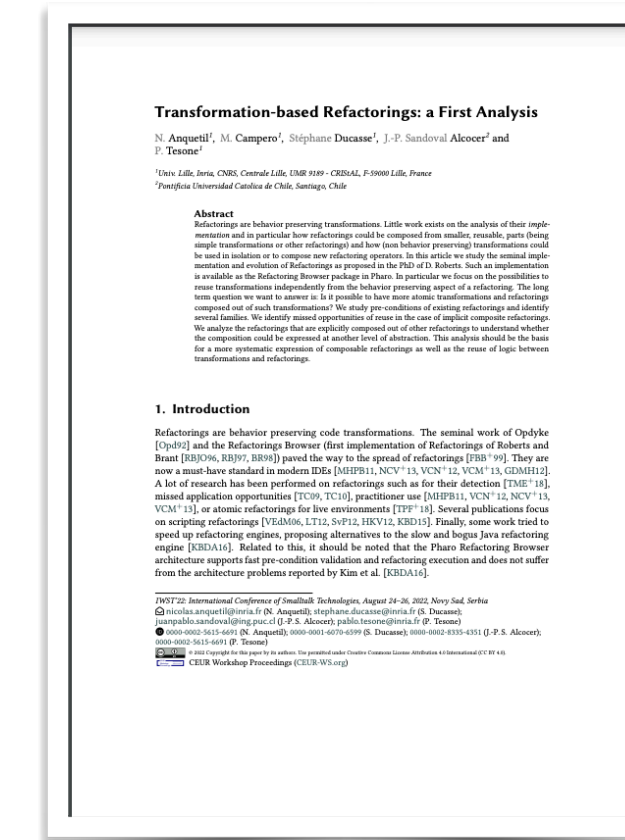 Transformation-based Refactorings: a First Analysis
N. Anquetil¹, M. Campero¹, Stéphane Ducasse¹, J.-P. Sandoval Alcocer² and
P. Tesone¹
¹Univ. Lille, Inria, CNRS, Centrale Lille, UMR 9189 - CRIStAL, F-59000 Lille, France
²Pontificia Universidad Catolica de Chile, Santiago, Chile
Abstract
Refactorings are behavior preserving transformations. Little work exists on the analysis of their imple-
mentation and in particular how refactorings could be composed from smaller, reusable, parts (being
simple transformations or other refactorings) and how (non behavior preserving) transformations could
be used in isolation or to compose new refactoring operators. In this article we study the seminal imple-
mentation and evolution of Refactorings as proposed in the PhD of D. Roberts. Such an implementation
is available as the Refactoring Browser package in Pharo. In particular we focus on the possibilities to
reuse transformations independently from the behavior preserving aspect of a refactoring. The long
term question we want to answer is: Is it possible to have more atomic transformations and refactorings
composed out of such transformations? We study pre-conditions of existing refactorings and identify
several families. We identify missed opportunities of reuse in the case of implicit composite refactorings.
We analyze the refactorings that are explicitly composed out of other refactorings to understand whether
the composition could be expressed at another level of abstraction. This analysis should be the basis
for a more systematic expression of composable refactorings as well as the reuse of logic between
transformations and refactorings.
1. Introduction
Refactorings are behavior preserving code transformations. The seminal work of Opdyke
[Opd92] and the Refactorings Browser (first implementation of Refactorings of Roberts and
Brant [RBJO96, RBJ97, BR98]) paved the way to the spread of refactorings [FBB⁺99]. They are
now a must-have standard in modern IDEs [MHPB11, NCV⁺13, VCN⁺12, VCM⁺13, GDMH12].
A lot of research has been performed on refactorings such as for their detection [TME⁺18],
missed application opportunities [TC09, TC10], practitioner use [MHPB11, VCN⁺12, NCV⁺13,
VCM⁺13], or atomic refactorings for live environments [TPF⁺18]. Several publications focus
on scripting refactorings [VEdM06, LT12, SvP12, HKV12, KBD15]. Finally, some work tried to
speed up refactoring engines, proposing alternatives to the slow and bogus Java refactoring
engine [KBDA16]. Related to this, it should be noted that the Pharo Refactoring Browser
architecture supports fast pre-condition validation and refactoring execution and does not suffer
from the architecture problems reported by Kim et al. [KBDA16].
IWST'22: International Conference of Smalltalk Technologies, August 24–26, 2022, Novy Sad, Serbia
nicolas.anquetil@inria.fr (N. Anquetil); stephane.ducasse@inria.fr (S. Ducasse);
juanpablo.sandoval@ing.puc.cl (J.-P. S. Alcocer); pablo.tesone@inria.fr (P. Tesone)
0000-0002-5615-6691 (N. Anquetil); 0000-0001-6070-6599 (S. Ducasse); 0000-0002-8335-4351 (J.-P. S. Alcocer);
0000-0002-5615-6691 (P. Tesone)
© 2022 Copyright for this paper by its authors. Use permitted under Creative Commons License Attribution 4.0 International (CC BY 4.0).
CEUR Workshop Proceedings (CEUR-WS.org)